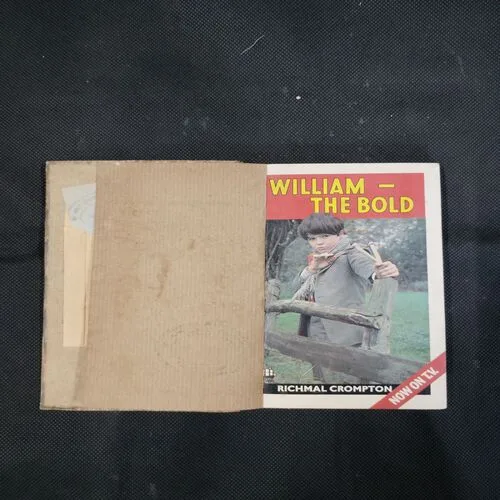 WILLIAM —
THE BOLD
RICHMAL CROMPTON
NOW ON T.V.